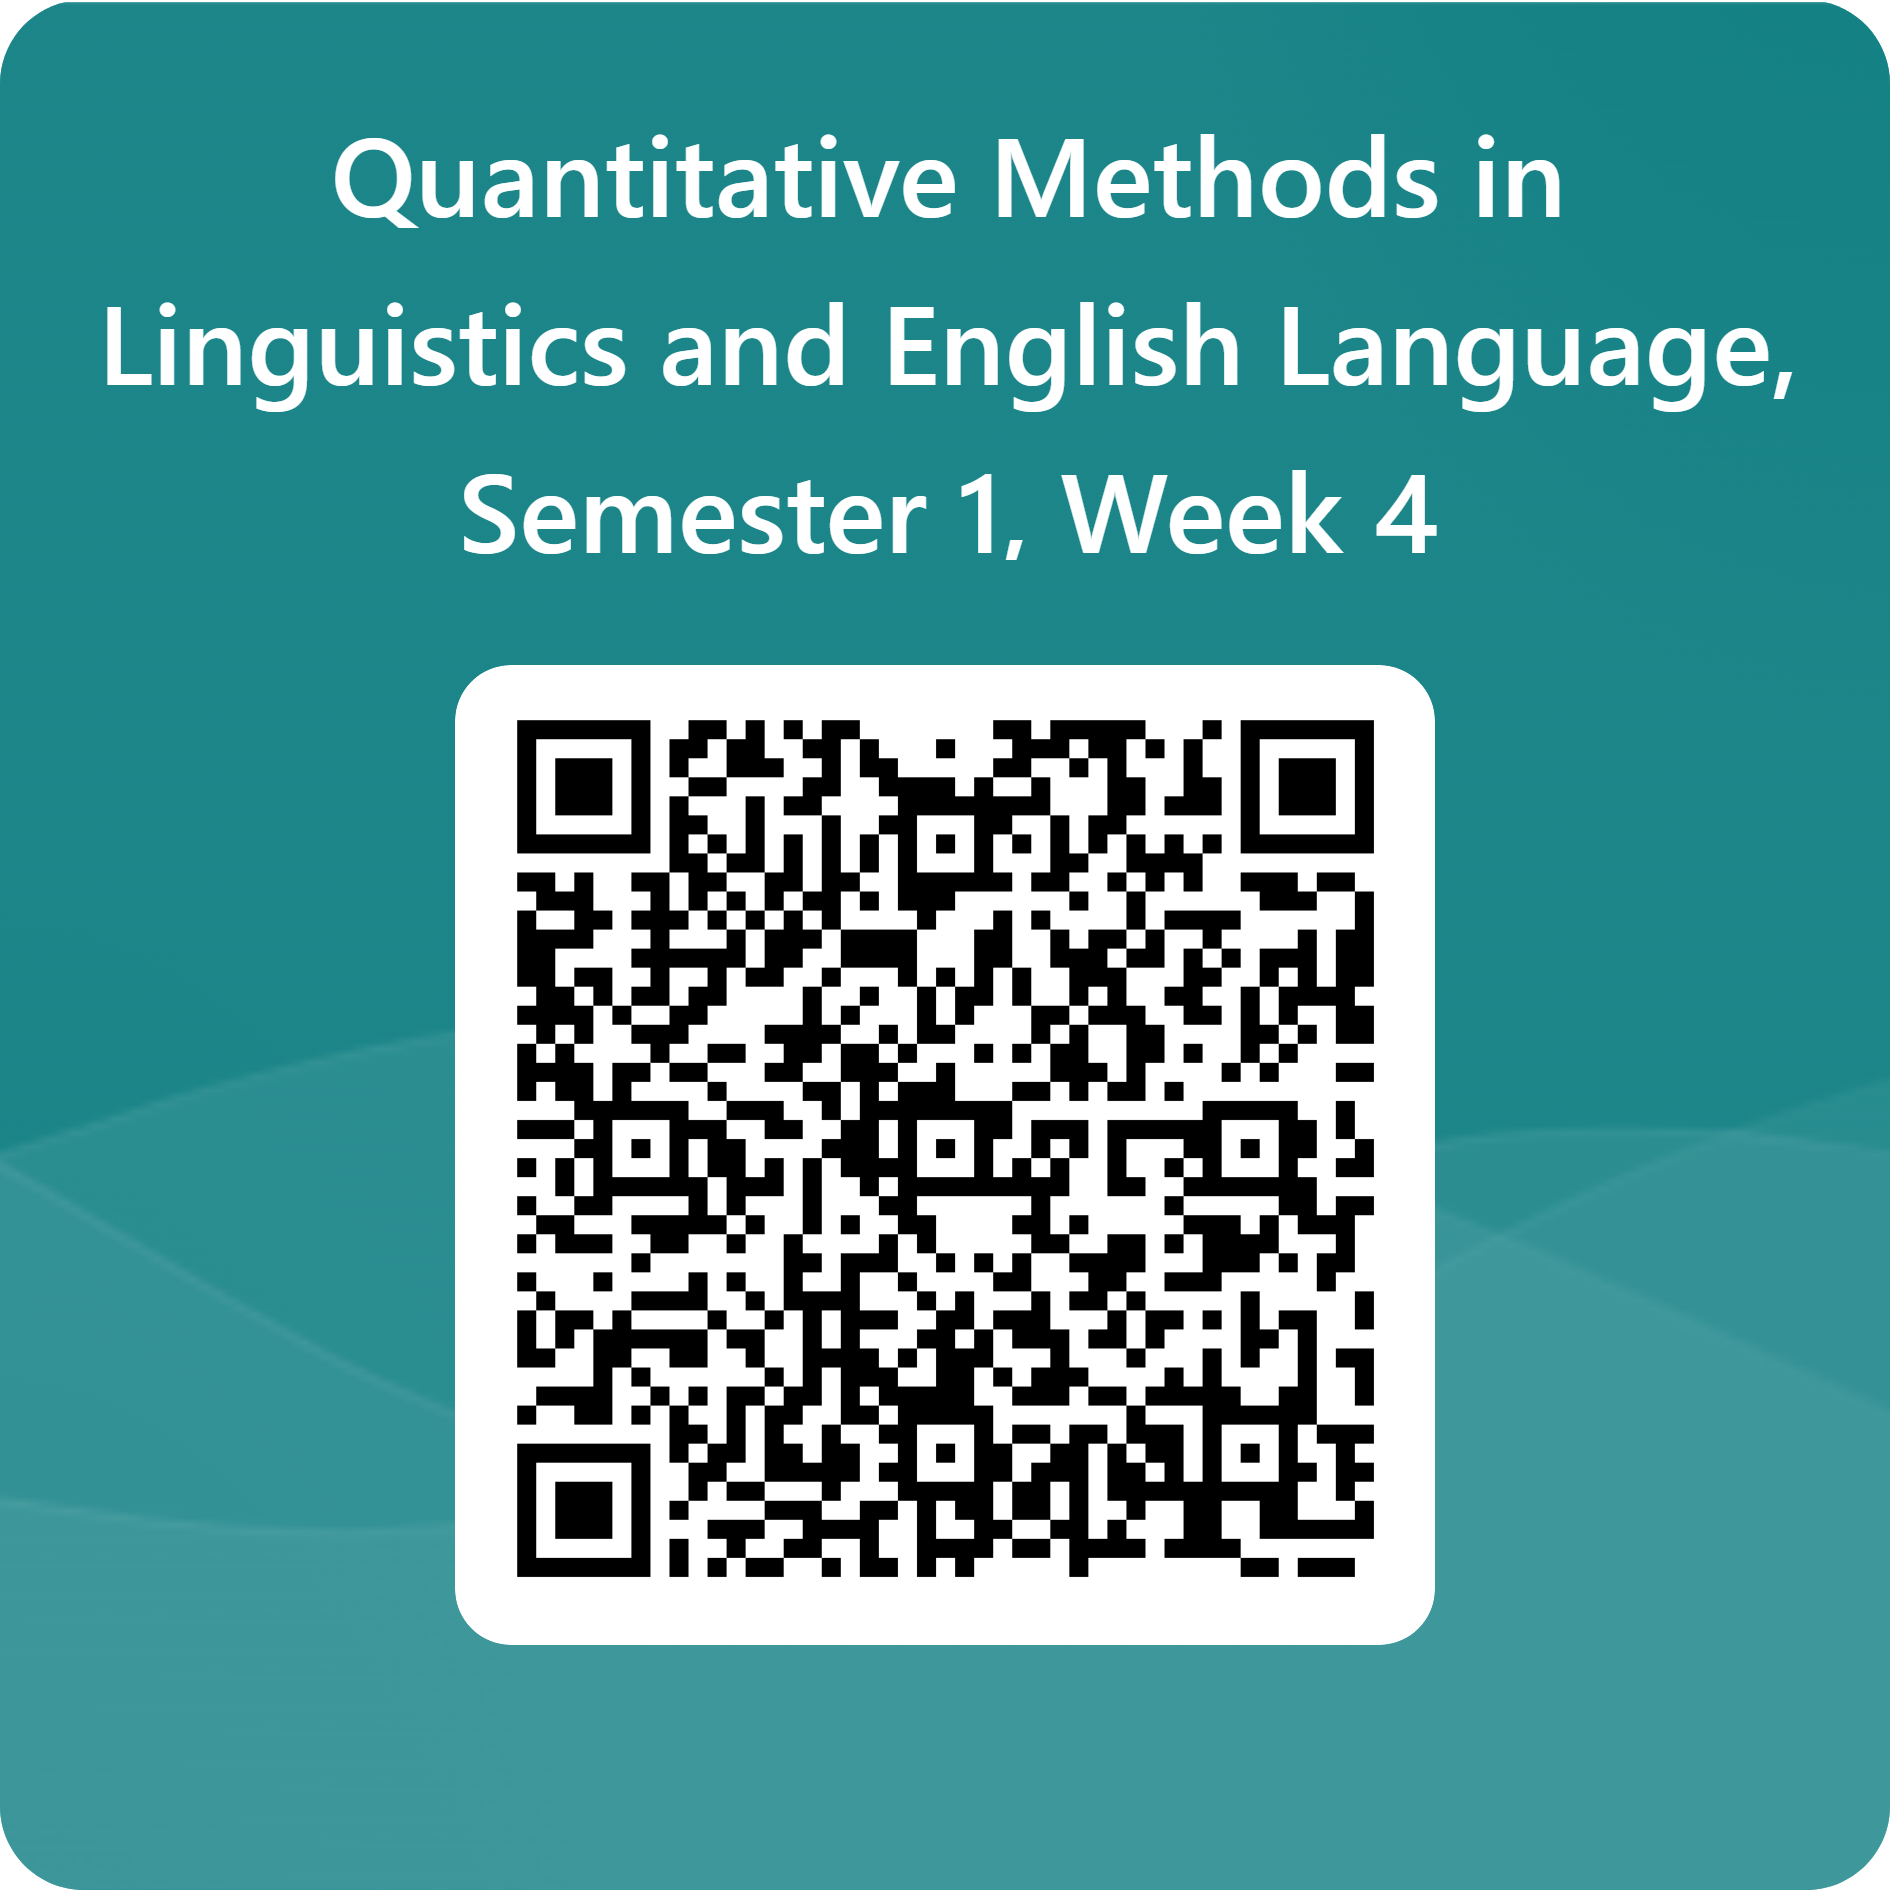 Quantitative Methods in
Linguistics and English Language,
Semester 1, Week 4